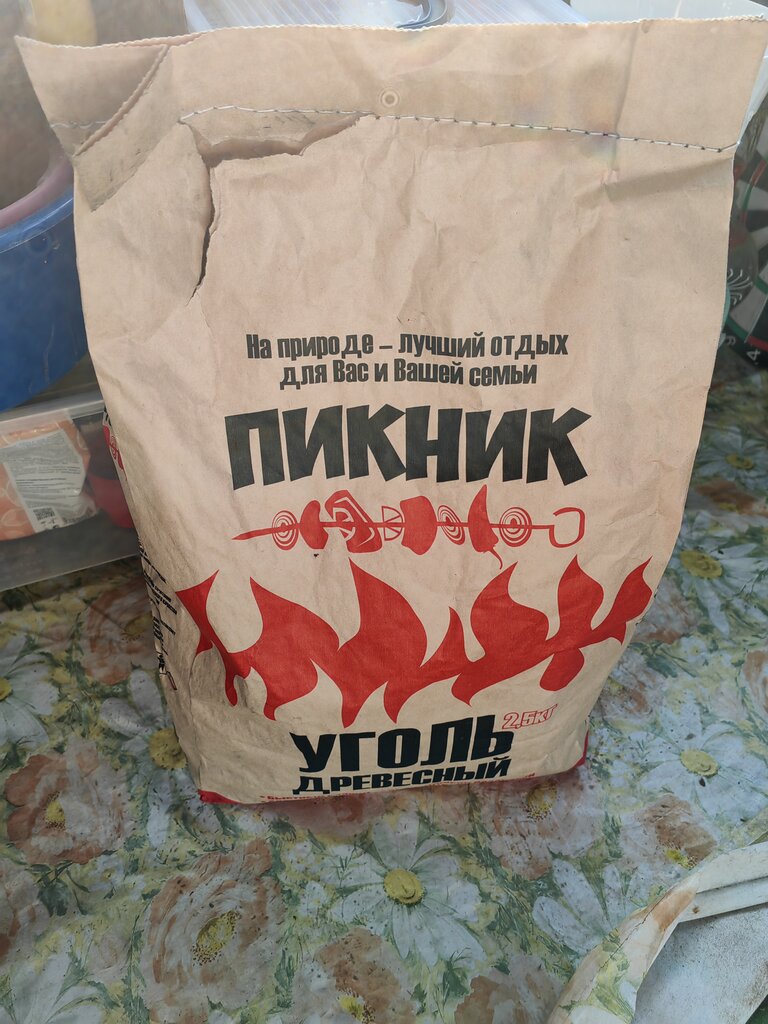 На природе – лучший отдых
для Вас и Вашей семьи
ПИКНИК
2,5кг
УГОЛЬ
ДРЕВЕСНЫЙ